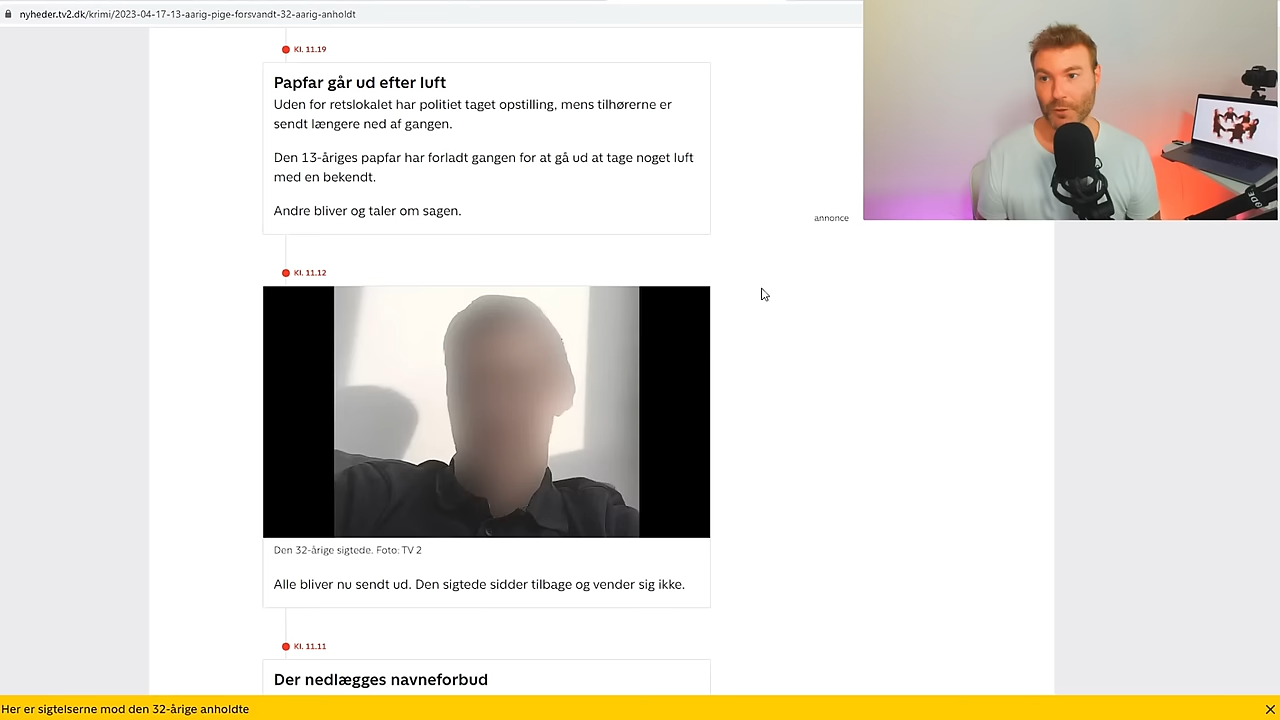 nyheder.tv2.dk/krimi/2023-04-17-13-aarig-pige-forsvandt-32-aarig-anholdt
Kl. 11.19
Papfar går ud efter luft
Uden for retslokalet har politiet taget opstilling, mens tilhørerne er
sendt længere ned af gangen.
Den 13-åriges papfar har forladt gangen for at gå ud at tage noget luft
med en bekendt.
Andre bliver og taler om sagen.
annonce
RØDE
Kl. 11.12
Den 32-årige sigtede. Foto: TV 2
Alle bliver nu sendt ud. Den sigtede sidder tilbage og vender sig ikke.
Kl. 11.11
Der nedlægges navneforbud
Her er sigtelserne mod den 32-årige anholdte